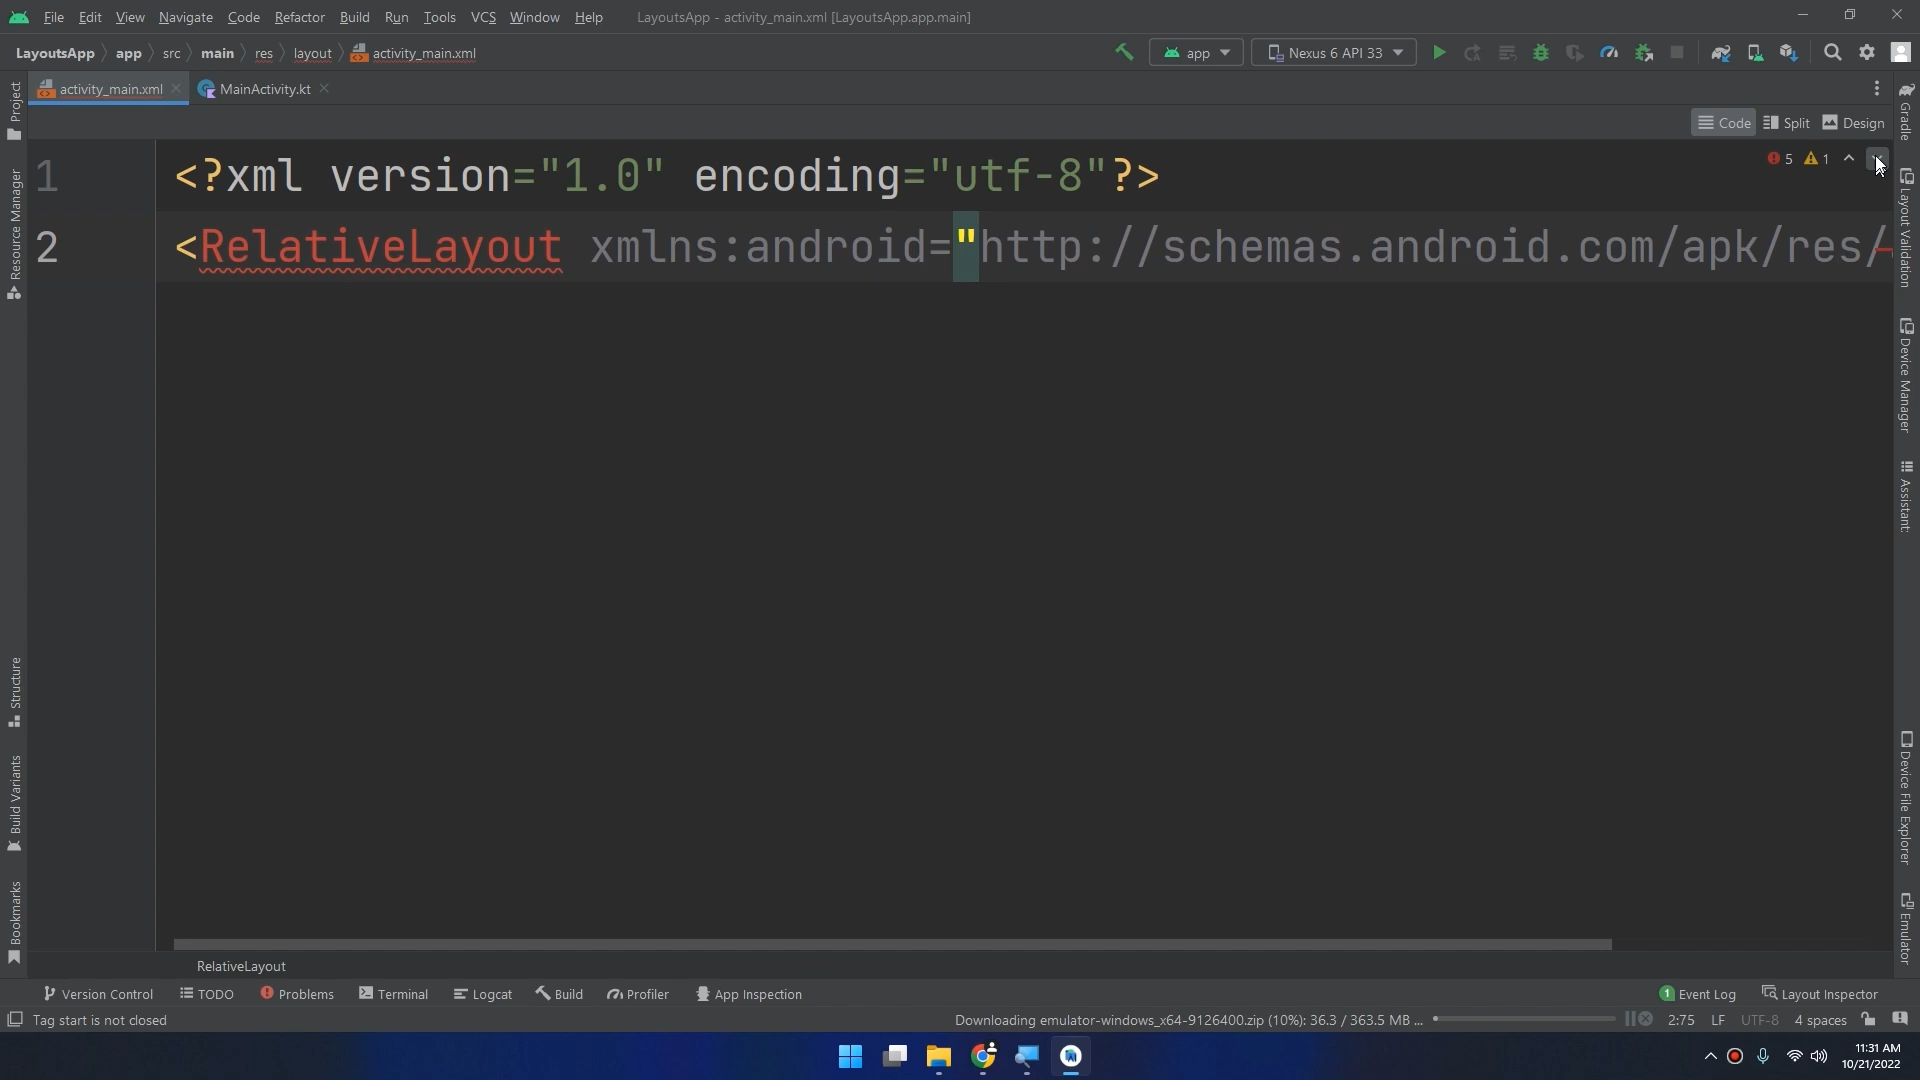 File Edit View Navigate Code Refactor Build Run Tools VCS Window Help LayoutsApp - activity_main.xml [LayoutsApp.app.main]
LayoutsApp app src main res layout activity_main.xml app Nexus 6 API 33
activity_main.xml MainActivity.kt
Code Split Design
1 <?xml version="1.0" encoding="utf-8"?> 5 1
2 <RelativeLayout xmlns:android="http://schemas.android.com/apk/res/
Project
Resource Manager
Structure
Build Variants
Bookmarks
Gradle
Layout Validation
Device Manager
Assistant:
Device File Explorer
Emulator
RelativeLayout
Version Control TODO Problems Terminal Logcat Build Profiler App Inspection 1 Event Log Layout Inspector
Tag start is not closed Downloading emulator-windows_x64-9126400.zip (10%): 36.3 / 363.5 MB ... 2:75 LF UTF-8 4 spaces
11:31 AM
10/21/2022